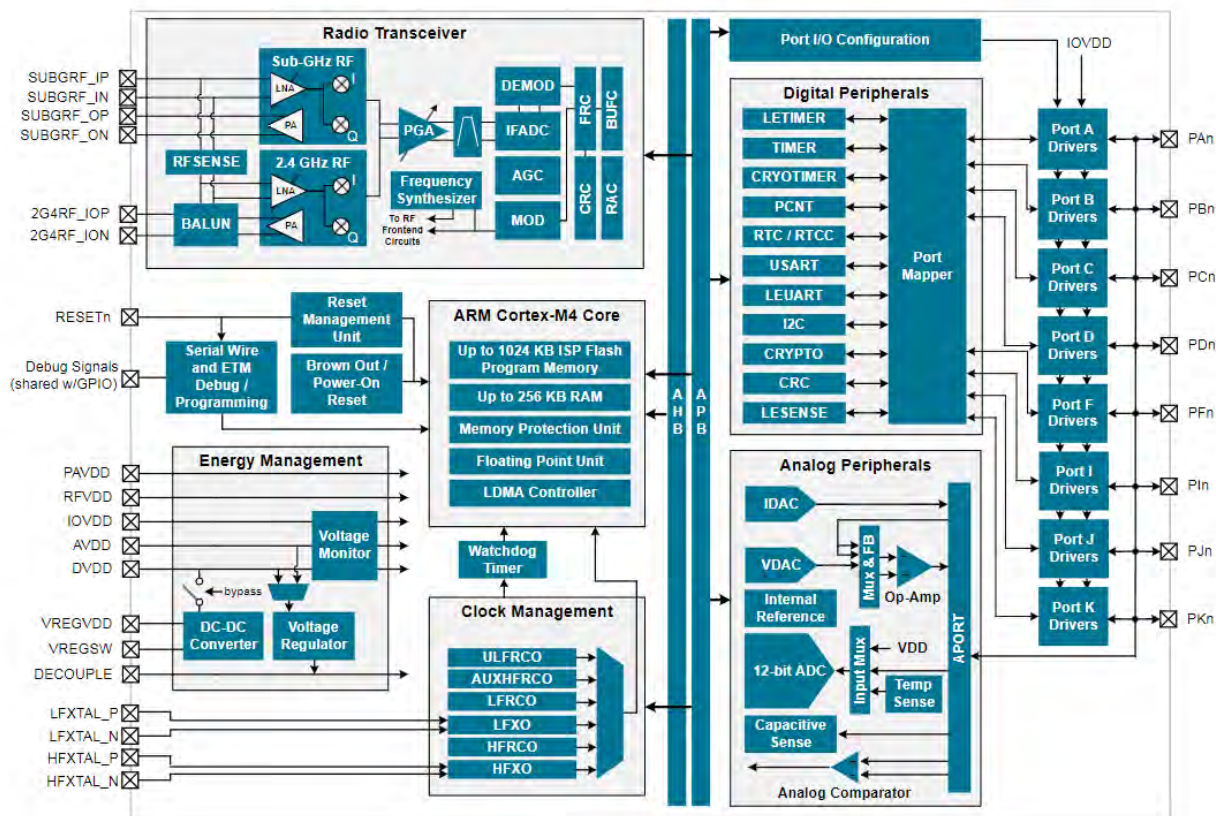 Radio Transceiver
SUBGRF_IP
SUBGRF_IN
SUBGRF_OP
SUBGRF_ON
2G4RF_IOP
2G4RF_ION
Sub-GHz RF
LNA
I
PA
Q
RFSENSE
2.4 GHz RF
LNA
I
PA
Q
BALUN
PGA
Frequency
Synthesizer
To RF
Frontend
Circuits
DEMOD
IFADC
AGC
MOD
FRC
BUFC
CRC
RAC
RESETn
Debug Signals
(shared w/GPIO)
Reset
Management
Unit
Serial Wire
and ETM
Debug /
Programming
Brown Out /
Power-On
Reset
ARM Cortex-M4 Core
Up to 1024 KB ISP Flash
Program Memory
Up to 256 KB RAM
Memory Protection Unit
Floating Point Unit
LDMA Controller
Watchdog
Timer
Energy Management
PAVDD
RFVDD
IOVDD
AVDD
DVDD
VREGVDD
VREGSW
DECOUPLE
Voltage
Monitor
bypass
DC-DC
Converter
Voltage
Regulator
LFXTAL_P
LFXTAL_N
HFXTAL_P
HFXTAL_N
Clock Management
ULFRCO
AUXHFRCO
LFRCO
LFXO
HFRCO
HFXO
AHB
APB
Port I/O Configuration
IOVDD
Digital Peripherals
LETIMER
TIMER
CRYOTIMER
PCNT
RTC / RTCC
USART
LEUART
I2C
CRYPTO
CRC
LESENSE
Port
Mapper
Analog Peripherals
IDAC
VDAC
Mux & FB
Op-Amp
Internal
Reference
12-bit ADC
Input Mux
VDD
Temp
Sense
Capacitive
Sense
Analog Comparator
APORT
Port A
Drivers
Port B
Drivers
Port C
Drivers
Port D
Drivers
Port F
Drivers
Port I
Drivers
Port J
Drivers
Port K
Drivers
PAn
PBn
PCn
PDn
PFn
PIn
PJn
PKn